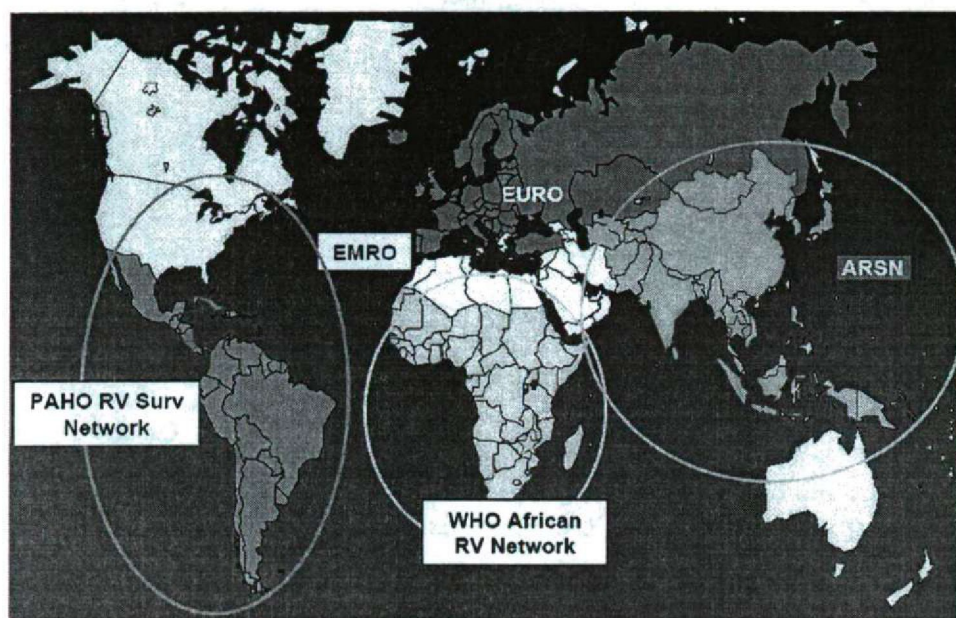 EURO
EMRO
ARSN
PAHO RV Surv
Network
WHO African
RV Network